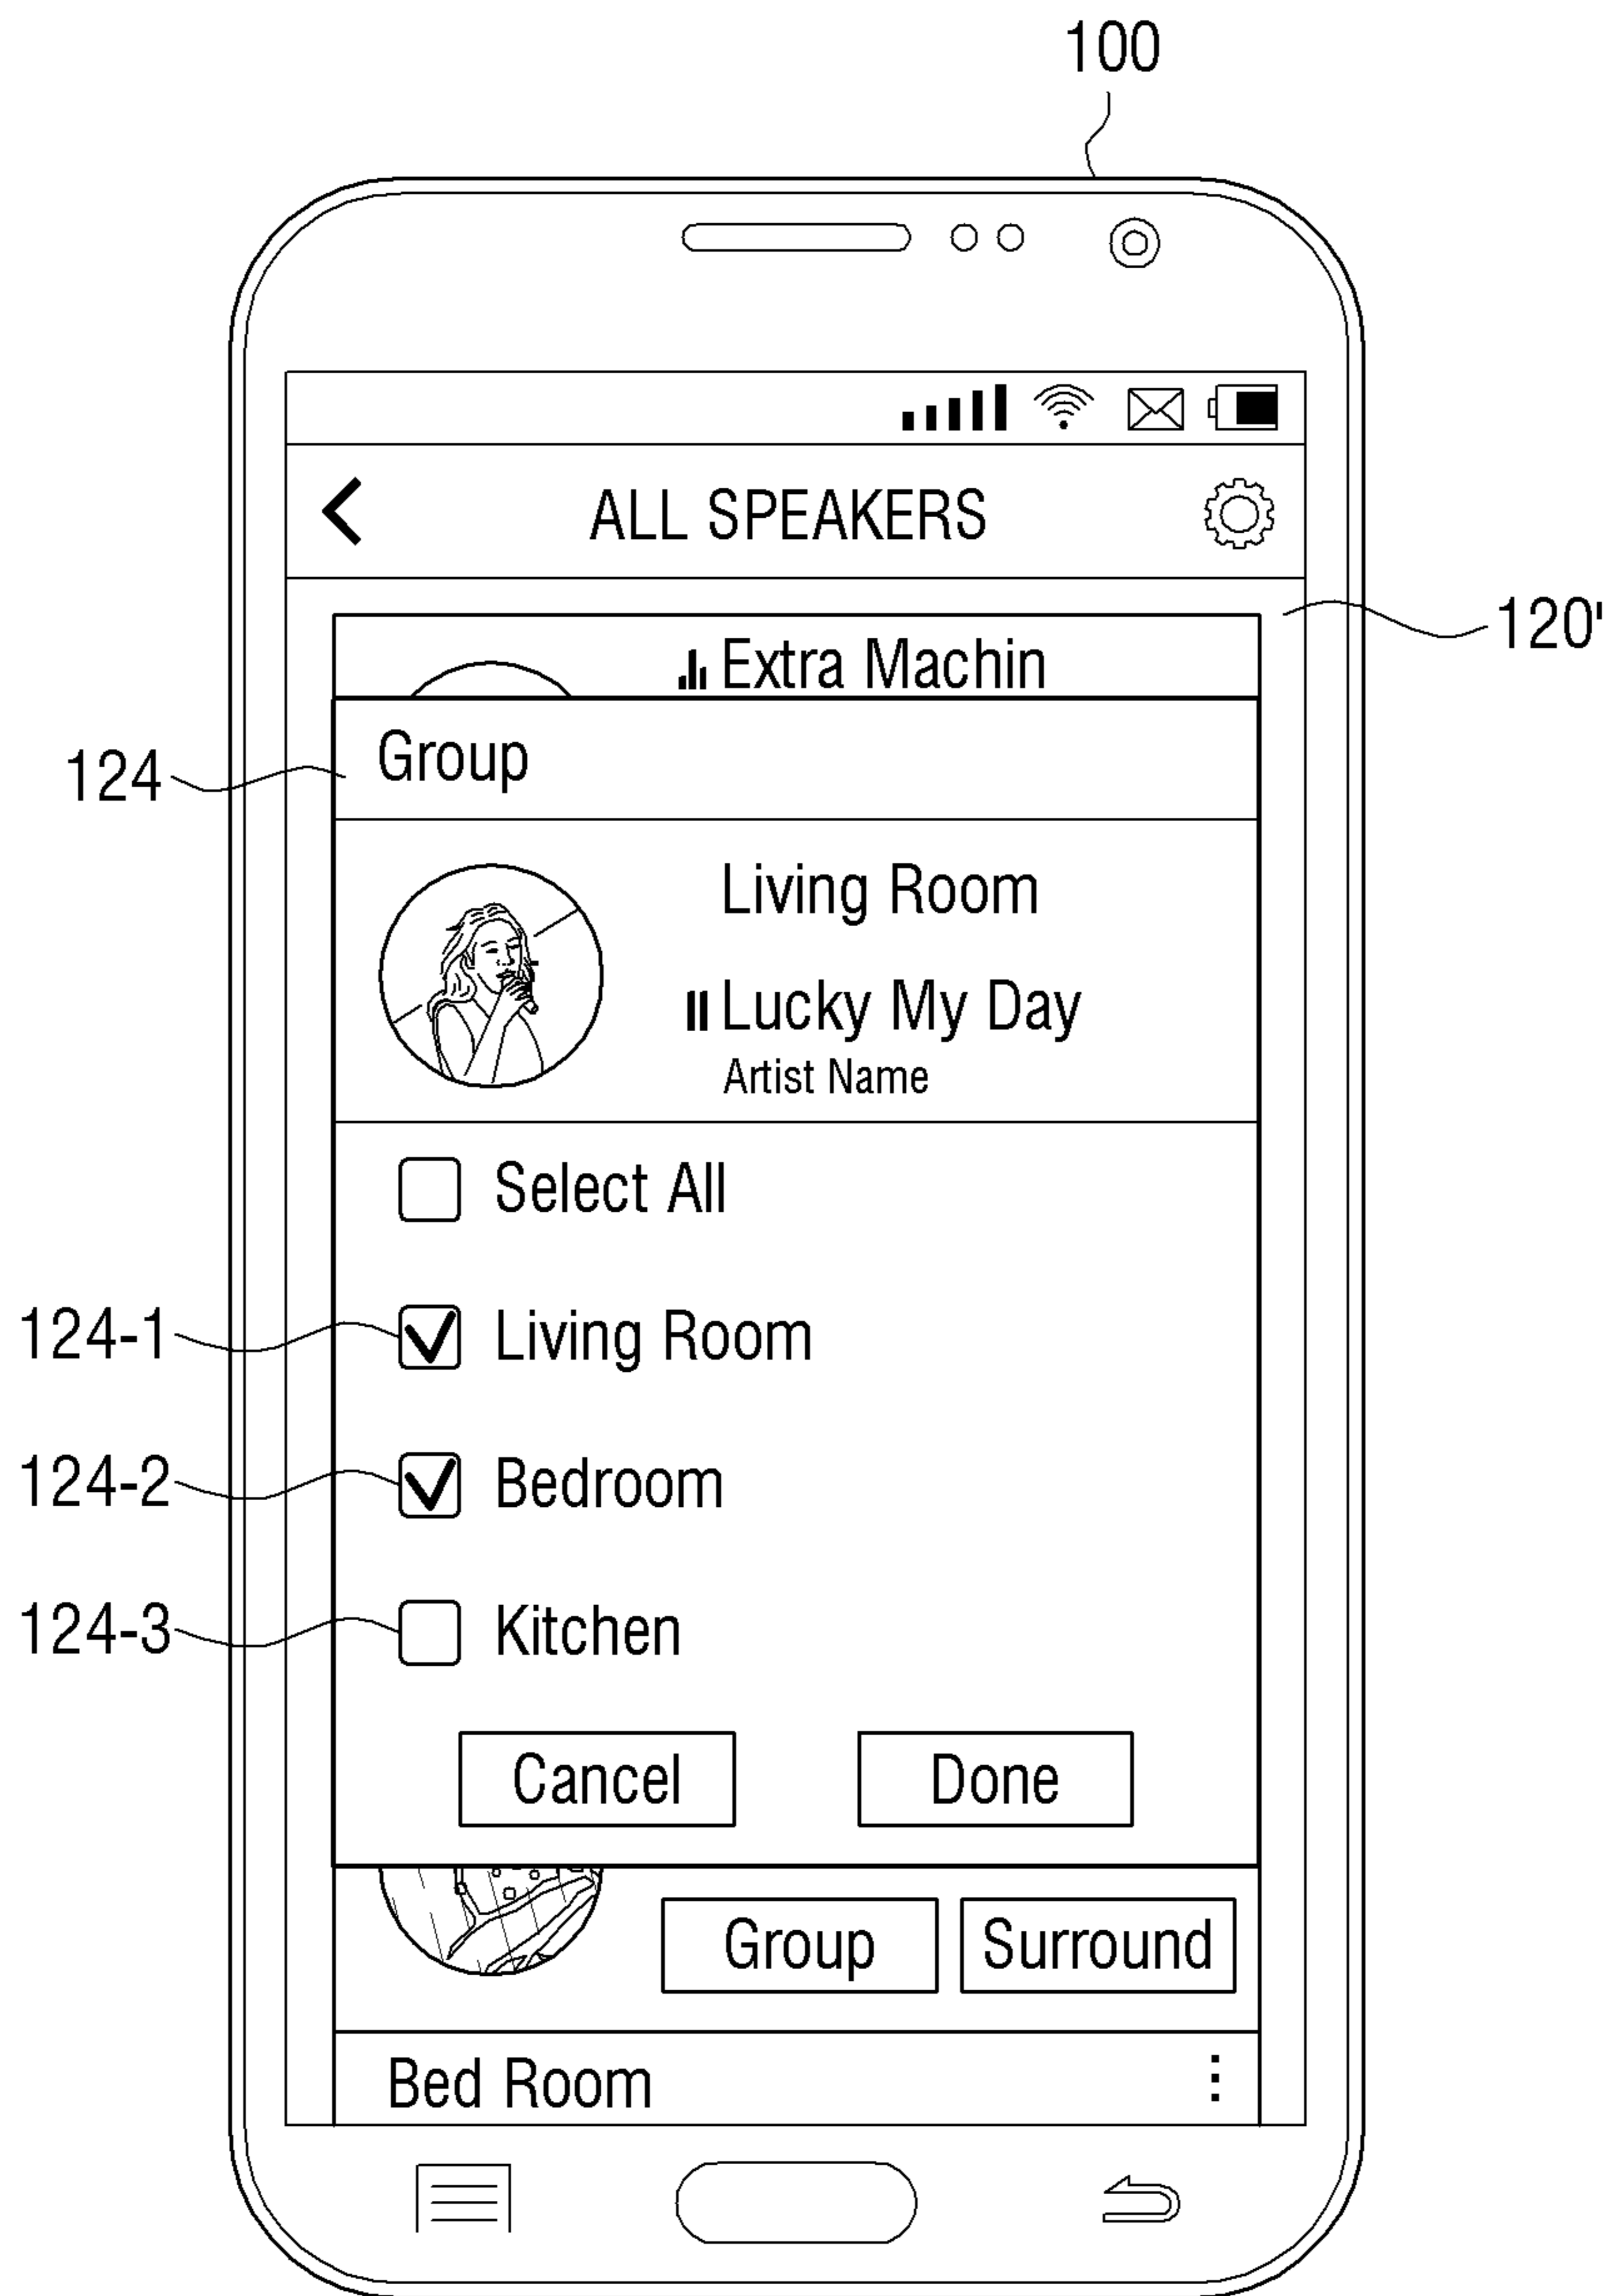 100
ALL SPEAKERS
120'
Extra Machin
124
Group
Living Room
Lucky My Day
Artist Name
Select All
124-1
Living Room
124-2
Bedroom
124-3
Kitchen
Cancel Done
Group Surround
Bed Room